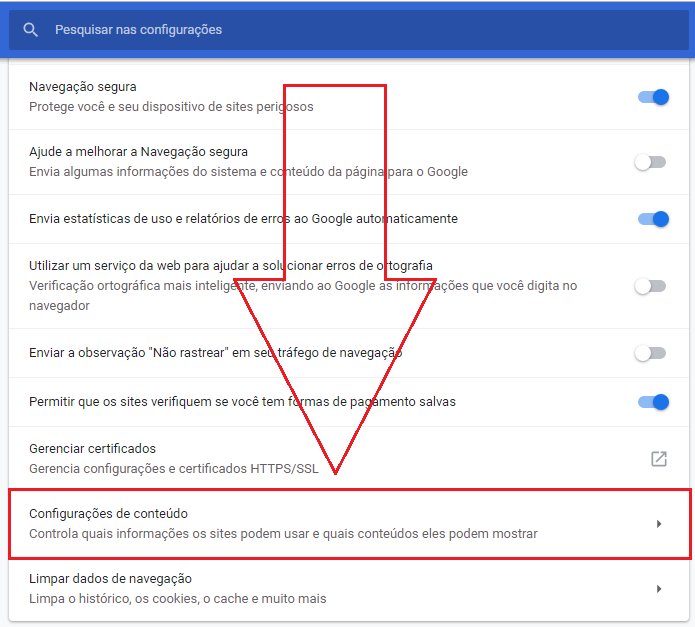 Pesquisar nas configurações
Navegação segura
Protege você e seu dispositivo de sites perigosos
Ajude a melhorar a Navegação segura
Envia algumas informações do sistema e conteúdo da página para o Google
Envia estatísticas de uso e relatórios de erros ao Google automaticamente
Utilizar um serviço da web para ajudar a solucionar erros de ortografia
Verificação ortográfica mais inteligente, enviando ao Google as informações que você digita no
navegador
Enviar a observação "Não rastrear" em seu tráfego de navegação
Permitir que os sites verifiquem se você tem formas de pagamento salvas
Gerenciar certificados
Gerencia configurações e certificados HTTPS/SSL
Configurações de conteúdo
Controla quais informações os sites podem usar e quais conteúdos eles podem mostrar
Limpar dados de navegação
Limpa o histórico, os cookies, o cache e muito mais